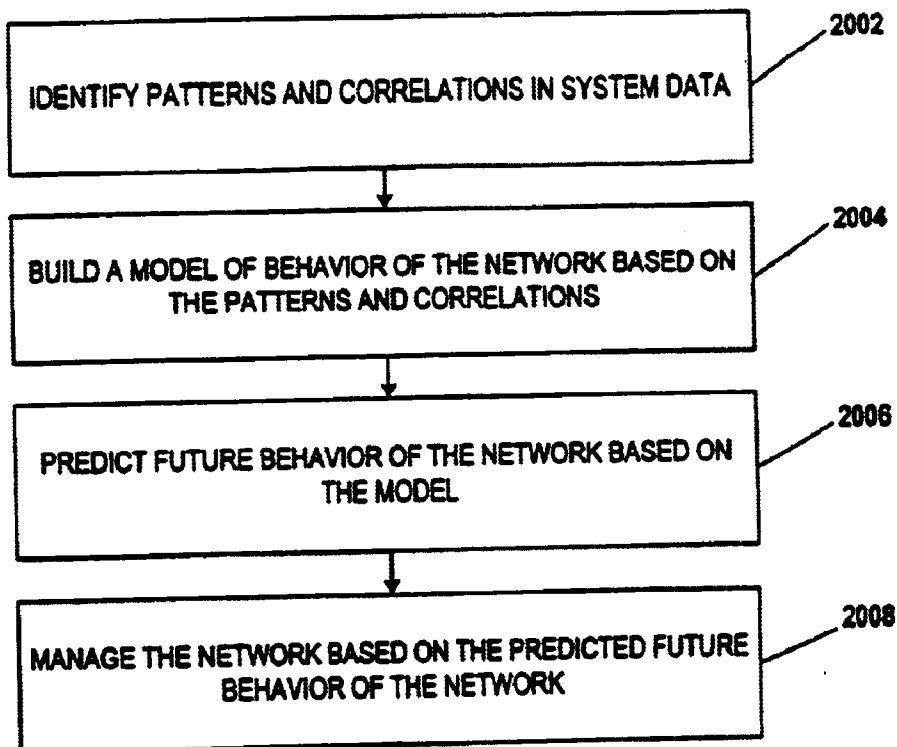 2002
IDENTIFY PATTERNS AND CORRELATIONS IN SYSTEM DATA
2004
BUILD A MODEL OF BEHAVIOR OF THE NETWORK BASED ON
THE PATTERNS AND CORRELATIONS
2006
PREDICT FUTURE BEHAVIOR OF THE NETWORK BASED ON
THE MODEL
2008
MANAGE THE NETWORK BASED ON THE PREDICTED FUTURE
BEHAVIOR OF THE NETWORK